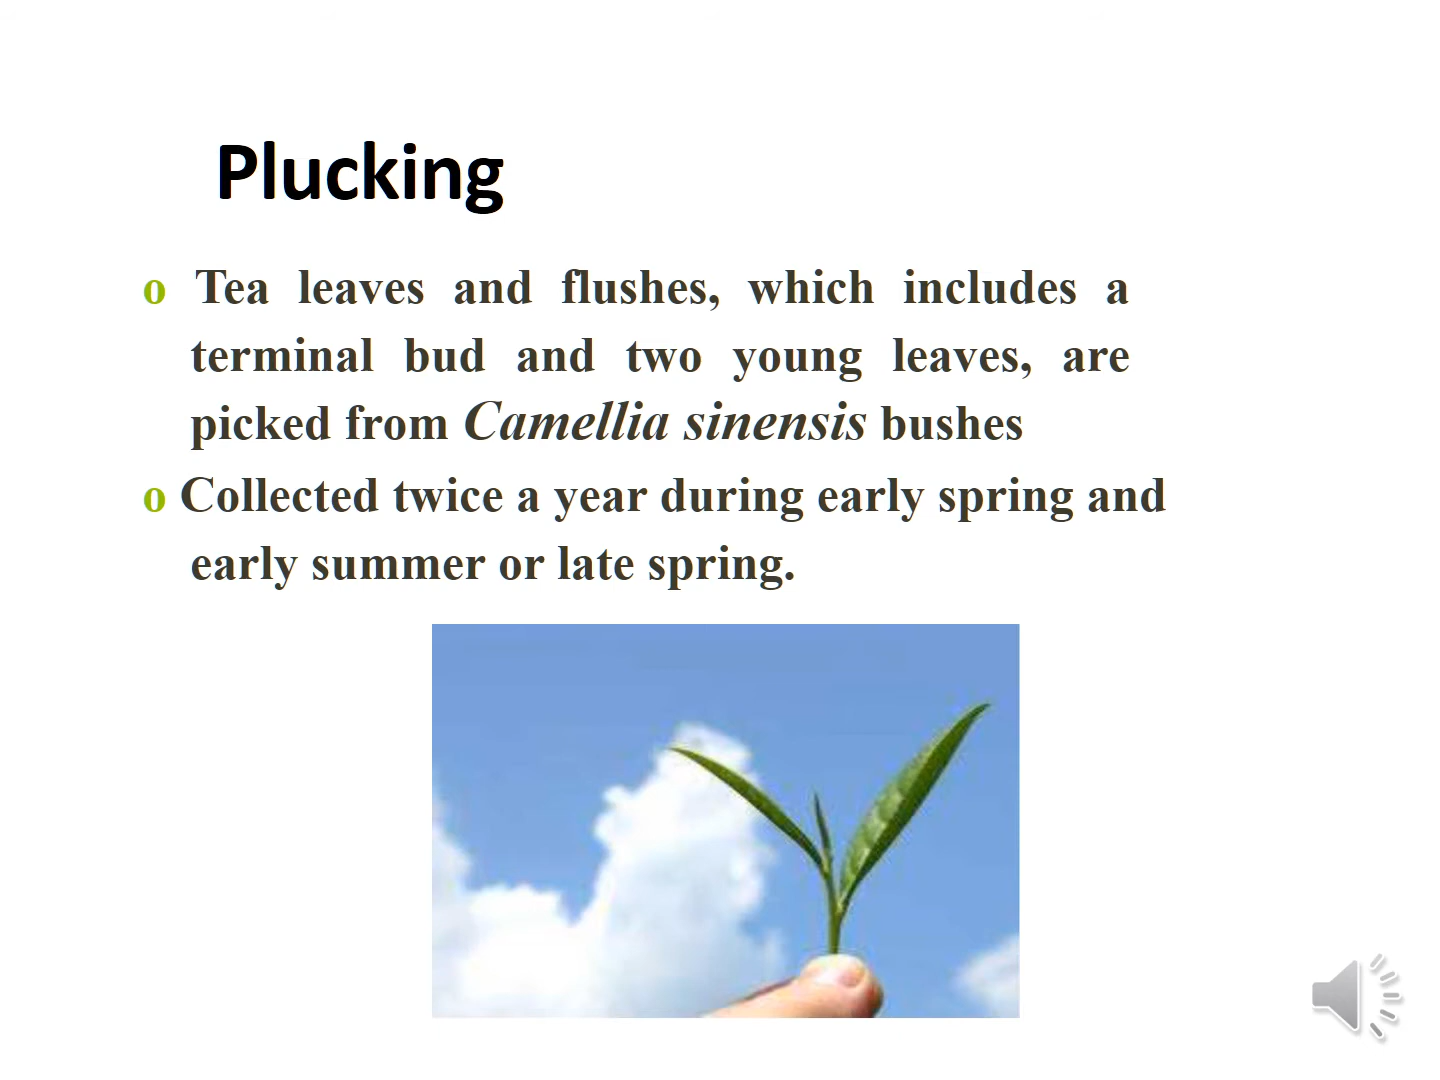 Plucking
o Tea leaves and flushes, which includes a
terminal bud and two young leaves, are
picked from Camellia sinensis bushes
o Collected twice a year during early spring and
early summer or late spring.